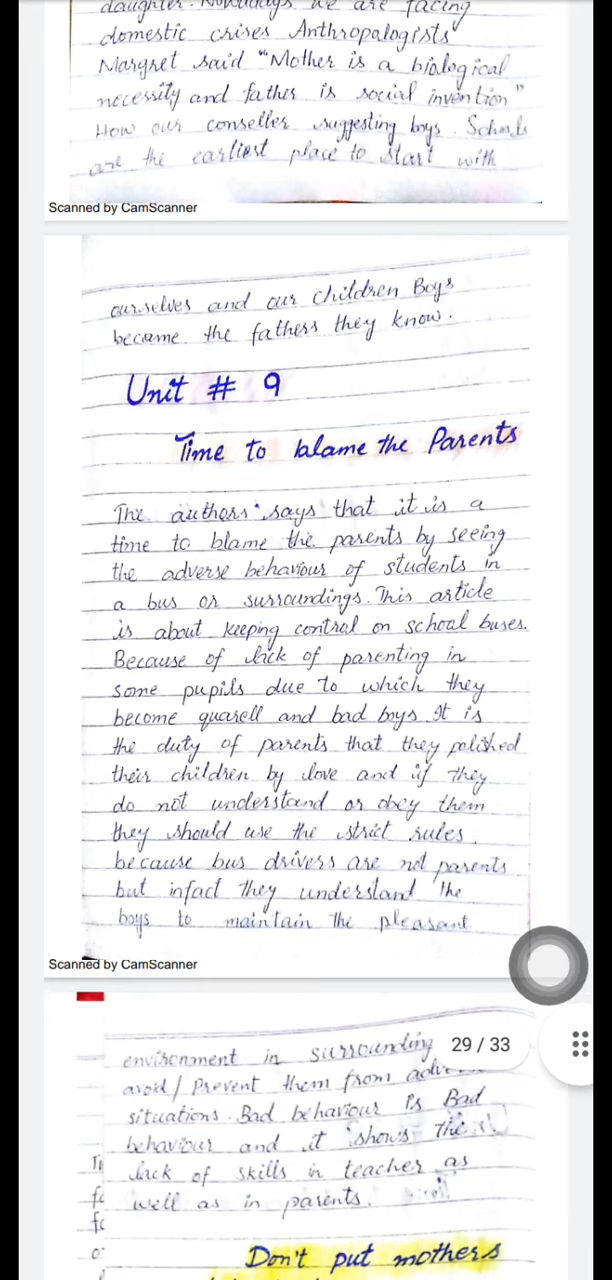 daughter. Nowadays we are facing
domestic crises Anthropalogists
Margret said "Mother is a biological
necessity and father is social invention"
How our conseller suggesting boys. Schools
are the earliest place to start with
Scanned by CamScanner
ourselves and our children Boys
became the fathers they know.
Unit # 9
Time to blame the Parents
The authors says that it is a
time to blame the parents by seeing
the adverse behaviour of students in
a bus or surroundings. This article
is about keeping control on school buses.
Because of lack of parenting in
some pupils due to which they
become quarell and bad boys It is
the duty of parents that they polished
their children by love and if they
do not understand or obey them
they should use the strict rules
because bus drivers are not parents
but infact they understand the
boys to maintain the pleasant
Scanned by CamScanner
environment in surrounding
29 / 33
avoid / Prevent them from
situations. Bad behaviour is Bad
behaviour and it shows the
lack of skills in teacher as
well as in parents.
Don't put mothers